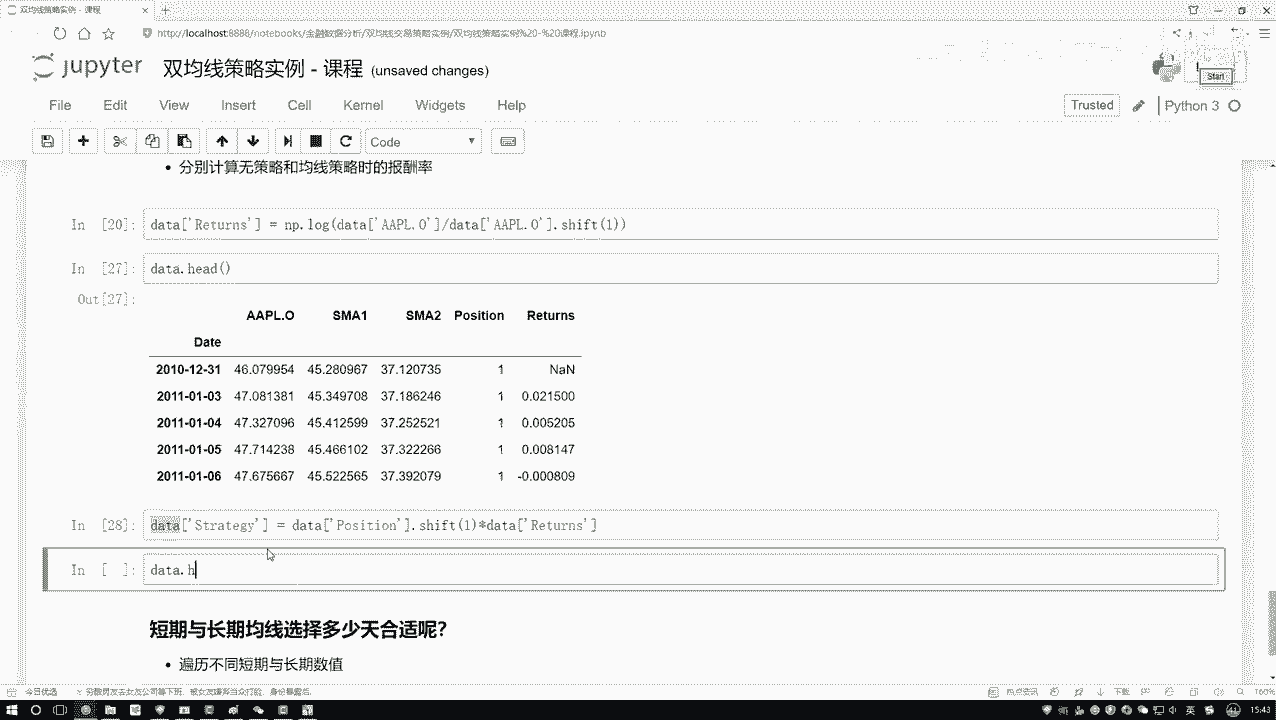 双均线策略实例 - 课程
http://localhost:8888/notebooks/金融数据分析/双均线交易策略实例/双均线策略实例%20-%20课程.ipynb
jupyter 双均线策略实例 - 课程 (unsaved changes)
Start
File Edit View Insert Cell Kernel Widgets Help
Trusted Python 3
Code
分别计算无策略和均线策略时的报酬率
In [20]: data['Returns'] = np.log(data['AAPL.O']/data['AAPL.O'].shift(1))
In [27]: data.head()
Out[27]:
AAPL.O SMA1 SMA2 Position Returns
Date
2010-12-31 46.079954 45.280967 37.120735 1 NaN
2011-01-03 47.081381 45.349708 37.186246 1 0.021500
2011-01-04 47.327096 45.412599 37.252521 1 0.005205
2011-01-05 47.714238 45.466102 37.322266 1 0.008147
2011-01-06 47.675667 45.522565 37.392079 1 -0.000809
In [28]: data['Strategy'] = data['Position'].shift(1)*data['Returns']
In [ ]: data.h
短期与长期均线选择多少天合适呢?
遍历不同短期与长期数值
今日优选
热点资讯 下载 160%
英 15:43